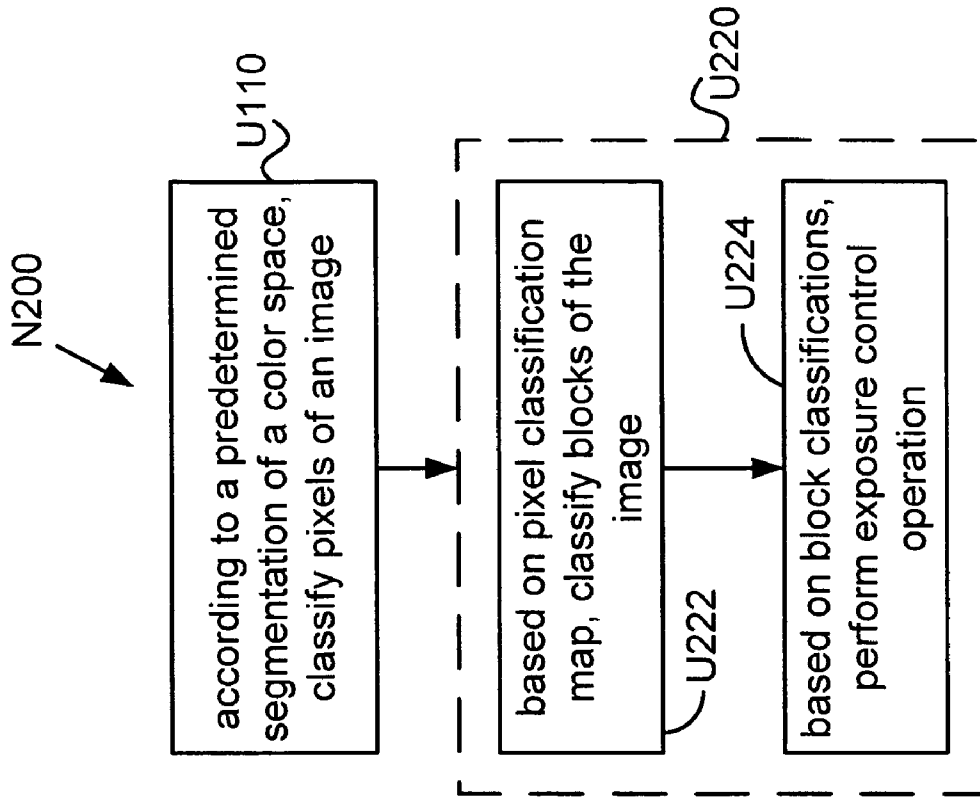 N200
U110
according to a predetermined
segmentation of a color space,
classify pixels of an image
U220
based on pixel classification
map, classify blocks of the
image
U222
U224
based on block classifications,
perform exposure control
operation